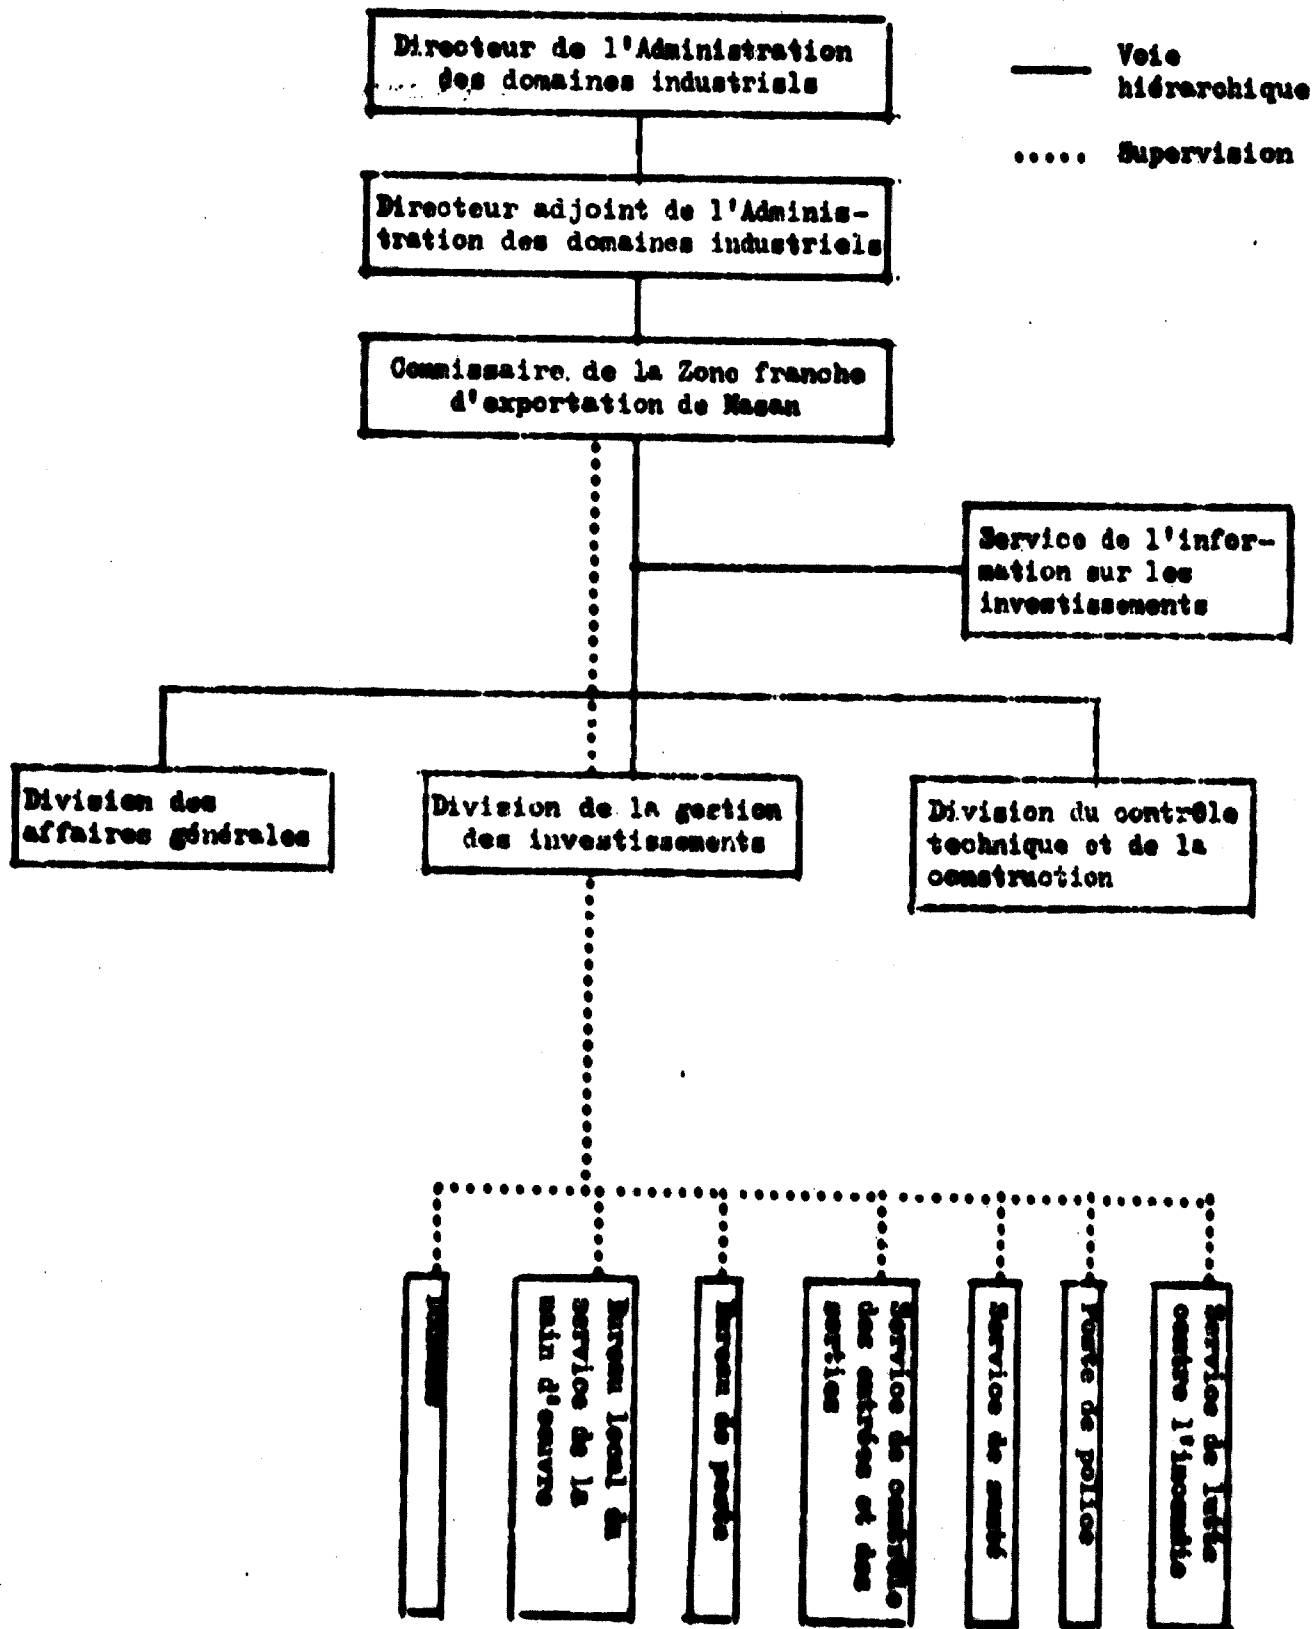 Directeur de l'Administration
des domaines industriels
Voie
hiérarchique
Supervision
Directeur adjoint de l'Adminis-
tration des domaines industriels
Commissaire de la Zone franche
d'exportation de Masan
Service de l'infor-
mation sur les
investissements
Division des
affaires générales
Division de la gestion
des investissements
Division du contrôle
technique et de la
construction
Bureau local du
service de la
main d'oeuvre
Bureau de poste
Service de contrôle
des entrées et des
sorties
Service de santé
Poste de police
Service de lutte
contre l'incendie